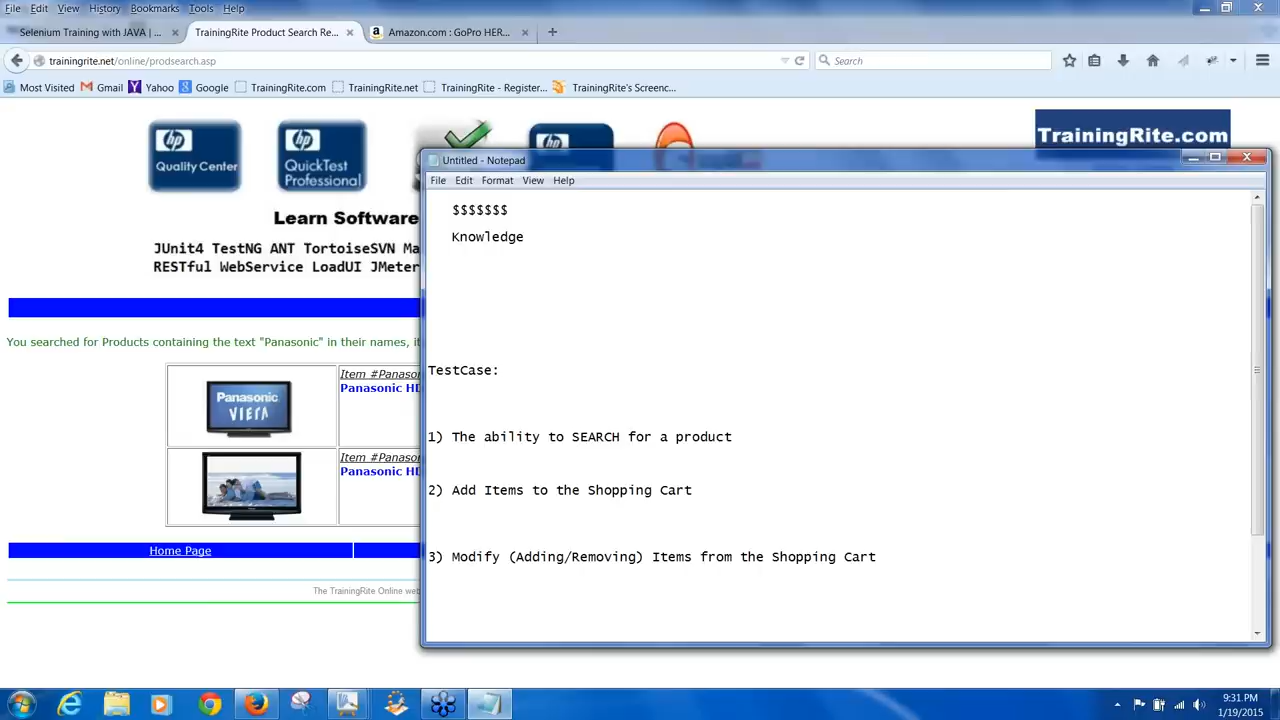 File Edit View History Bookmarks Tools Help
Selenium Training with JAVA | ... × TrainingRite Product Search Re... × a Amazon.com : GoPro HER... × +
trainingrite.net/online/prodsearch.asp Search
Most Visited Gmail Yahoo Google TrainingRite.com TrainingRite.net TrainingRite - Register... TrainingRite's Screenc...
hp Quality Center
hp QuickTest Professional
hp
TrainingRite.com
Learn Software
JUnit4 TestNG ANT TortoiseSVN Ma
RESTful WebService LoadUI JMeter
You searched for Products containing the text "Panasonic" in their names, it
Panasonic VIERA
Item #Panason
Panasonic HD
Item #Panason
Panasonic HD
Home Page
The TrainingRite Online web
Untitled - Notepad
File Edit Format View Help
$$$$$$$
Knowledge
TestCase:
1) The ability to SEARCH for a product
2) Add Items to the Shopping Cart
3) Modify (Adding/Removing) Items from the Shopping Cart
9:31 PM
1/19/2015